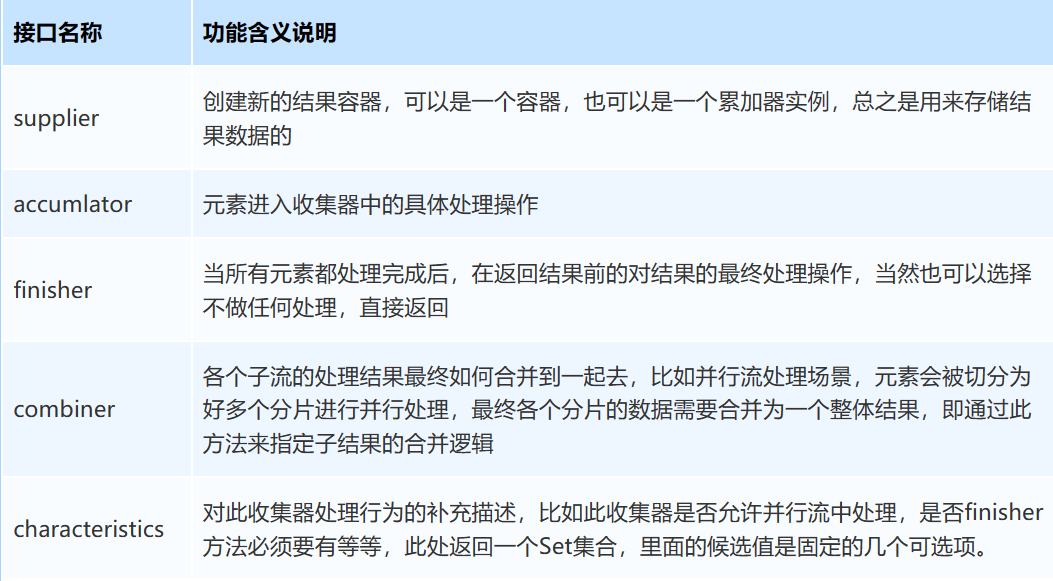 接口名称 功能含义说明
supplier
创建新的结果容器，可以是一个容器，也可以是一个累加器实例，总之是用来存储结
果数据的
accumlator
元素进入收集器中的具体处理操作
finisher
当所有元素都处理完成后，在返回结果前的对结果的最终处理操作，当然也可以选择
不做任何处理，直接返回
combiner
各个子流的处理结果最终如何合并到一起去，比如并行流处理场景，元素会被切分为
好多个分片进行并行处理，最终各个分片的数据需要合并为一个整体结果，即通过此
方法来指定子结果的合并逻辑
characteristics
对此收集器处理行为的补充描述，比如此收集器是否允许并行流中处理，是否finisher
方法必须要有等等，此处返回一个Set集合，里面的候选值是固定的几个可选项。